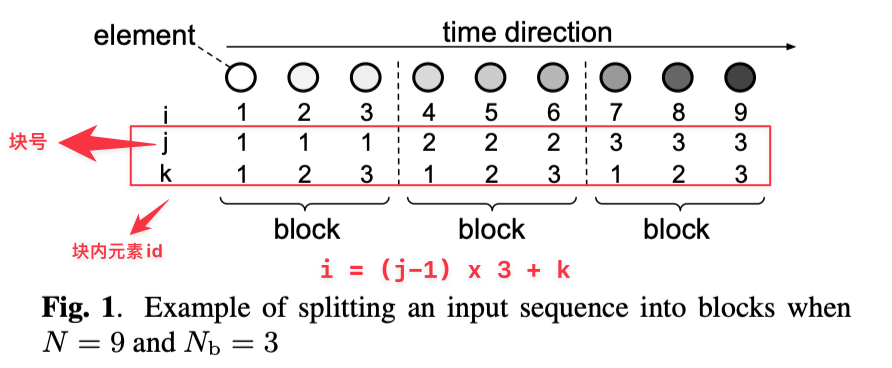 element
time direction
i 1 2 3 4 5 6 7 8 9
块号
j 1 1 1 2 2 2 3 3 3
k 1 2 3 1 2 3 1 2 3
block block block
块内元素id
i = (j-1) x 3 + k
Fig. 1. Example of splitting an input sequence into blocks when
N = 9 and N_b = 3